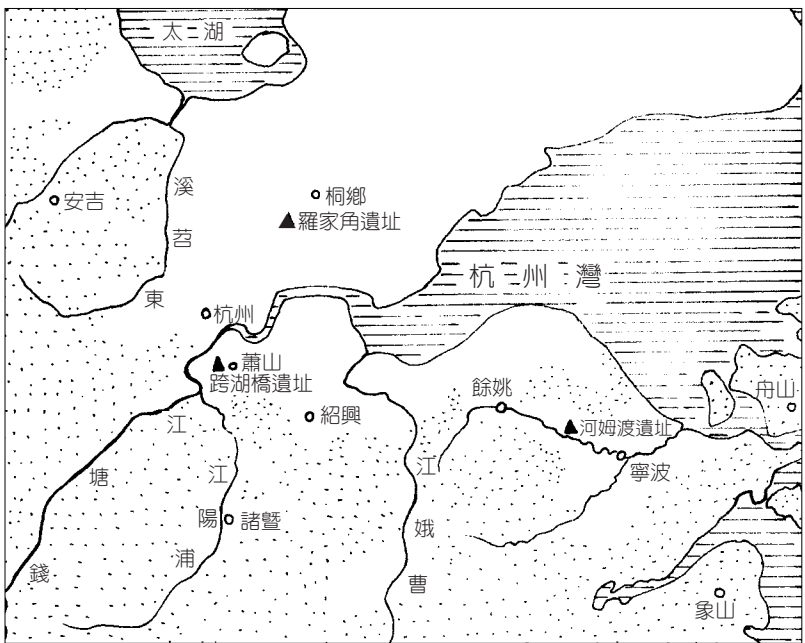 太湖
安吉
桐鄉
羅家角遺址
東苕溪
杭州灣
杭州
蕭山
跨湖橋遺址
紹興
餘姚
河姆渡遺址
寧波
舟山
錢塘江
浦陽江
諸暨
曹娥江
象山